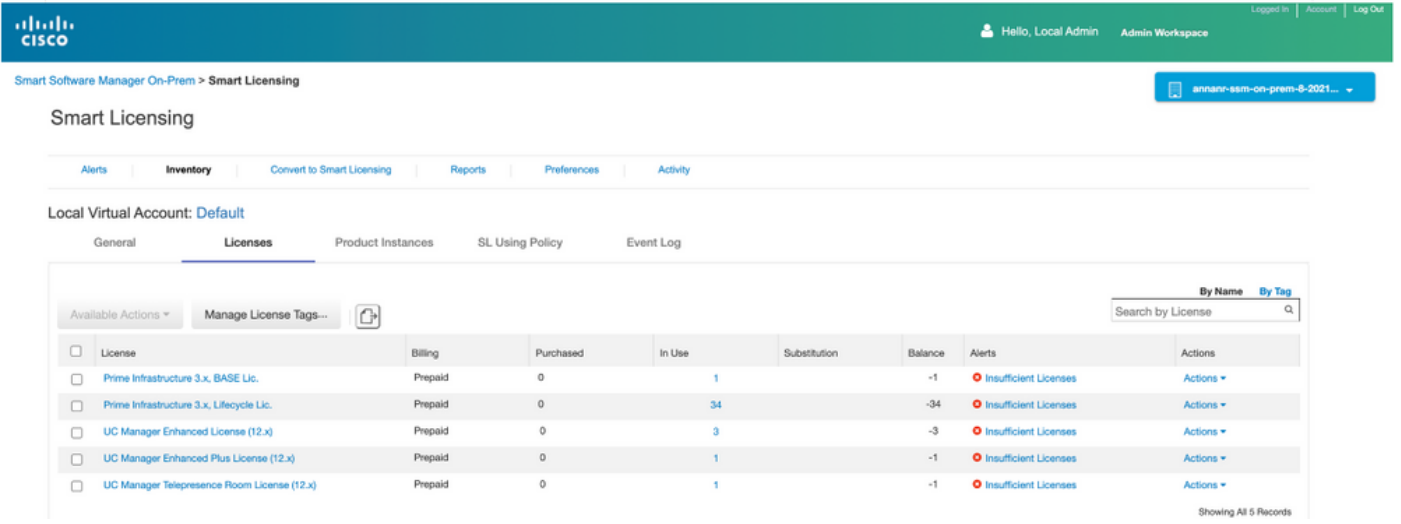 Logged In | Account | Log Out
CISCO
Hello, Local Admin Admin Workspace
Smart Software Manager On-Prem > Smart Licensing
annanr-ssm-on-prem-8-2021...
Smart Licensing
Alerts Inventory Convert to Smart Licensing Reports Preferences Activity
Local Virtual Account: Default
General Licenses Product Instances SL Using Policy Event Log
By Name By Tag
Available Actions Manage License Tags... Search by License
License Billing Purchased In Use Substitution Balance Alerts Actions
Prime Infrastructure 3.x, BASE Lic. Prepaid 0 1 -1 Insufficient Licenses Actions
Prime Infrastructure 3.x, Lifecycle Lic. Prepaid 0 34 -34 Insufficient Licenses Actions
UC Manager Enhanced License (12.x) Prepaid 0 3 -3 Insufficient Licenses Actions
UC Manager Enhanced Plus License (12.x) Prepaid 0 1 -1 Insufficient Licenses Actions
UC Manager Telepresence Room License (12.x) Prepaid 0 1 -1 Insufficient Licenses Actions
Showing All 5 Records